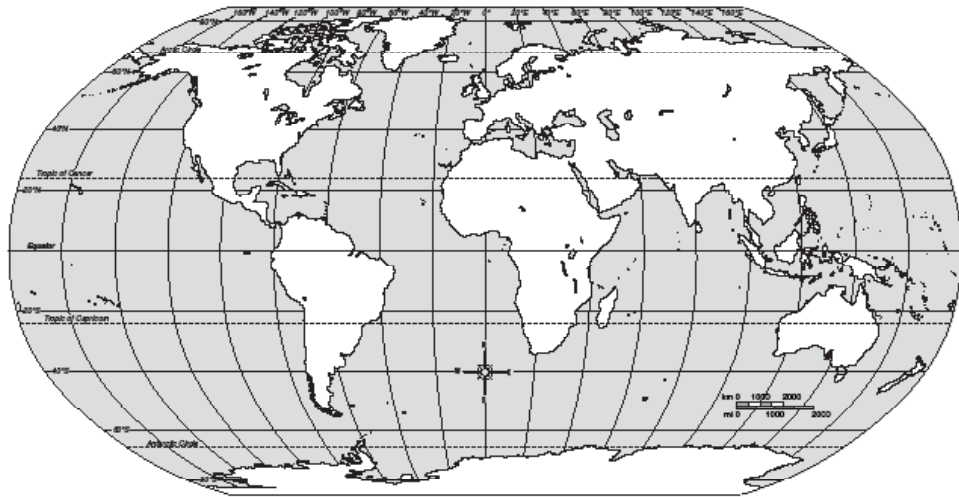 160°W 140°W 120°W 100°W 80°W 60°W 40°W 20°W 0° 20°E 40°E 60°E 80°E 100°E 120°E 140°E 160°E
80°N
Arctic Circle
60°N
40°N
Tropic of Cancer
20°N
Equator
20°S
Tropic of Capricorn
40°S
km 0 1000 2000
mi 0 1000 2000
60°S
Antarctic Circle
80°S